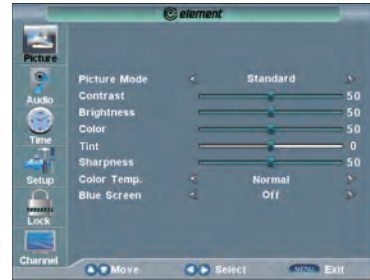 element
Picture
Audio
Time
Setup
Lock
Channel
Picture Mode < Standard >
Contrast 50
Brightness 50
Color 50
Tint 0
Sharpness 50
Color Temp. < Normal >
Blue Screen < Off >
Move Select MENU Exit